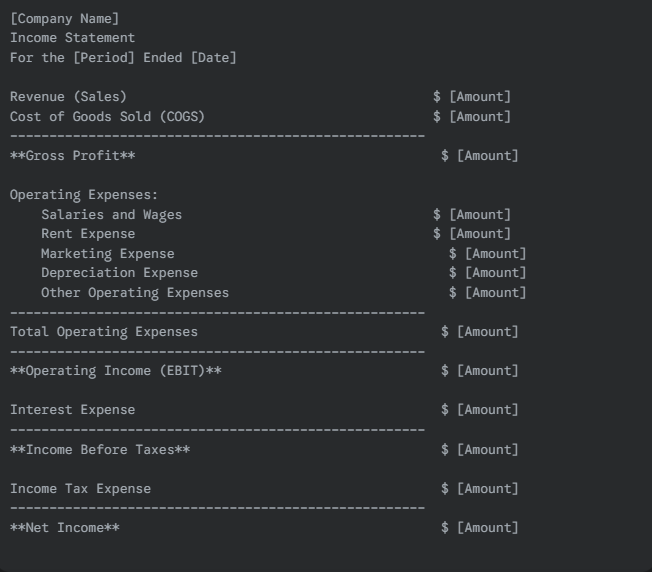 [Company Name]
Income Statement
For the [Period] Ended [Date]
Revenue (Sales) $ [Amount]
Cost of Goods Sold (COGS) $ [Amount]
-----------------------------------------------------
**Gross Profit** $ [Amount]
Operating Expenses:
Salaries and Wages $ [Amount]
Rent Expense $ [Amount]
Marketing Expense $ [Amount]
Depreciation Expense $ [Amount]
Other Operating Expenses $ [Amount]
-----------------------------------------------------
Total Operating Expenses $ [Amount]
-----------------------------------------------------
**Operating Income (EBIT)** $ [Amount]
Interest Expense $ [Amount]
-----------------------------------------------------
**Income Before Taxes** $ [Amount]
Income Tax Expense $ [Amount]
-----------------------------------------------------
**Net Income** $ [Amount]